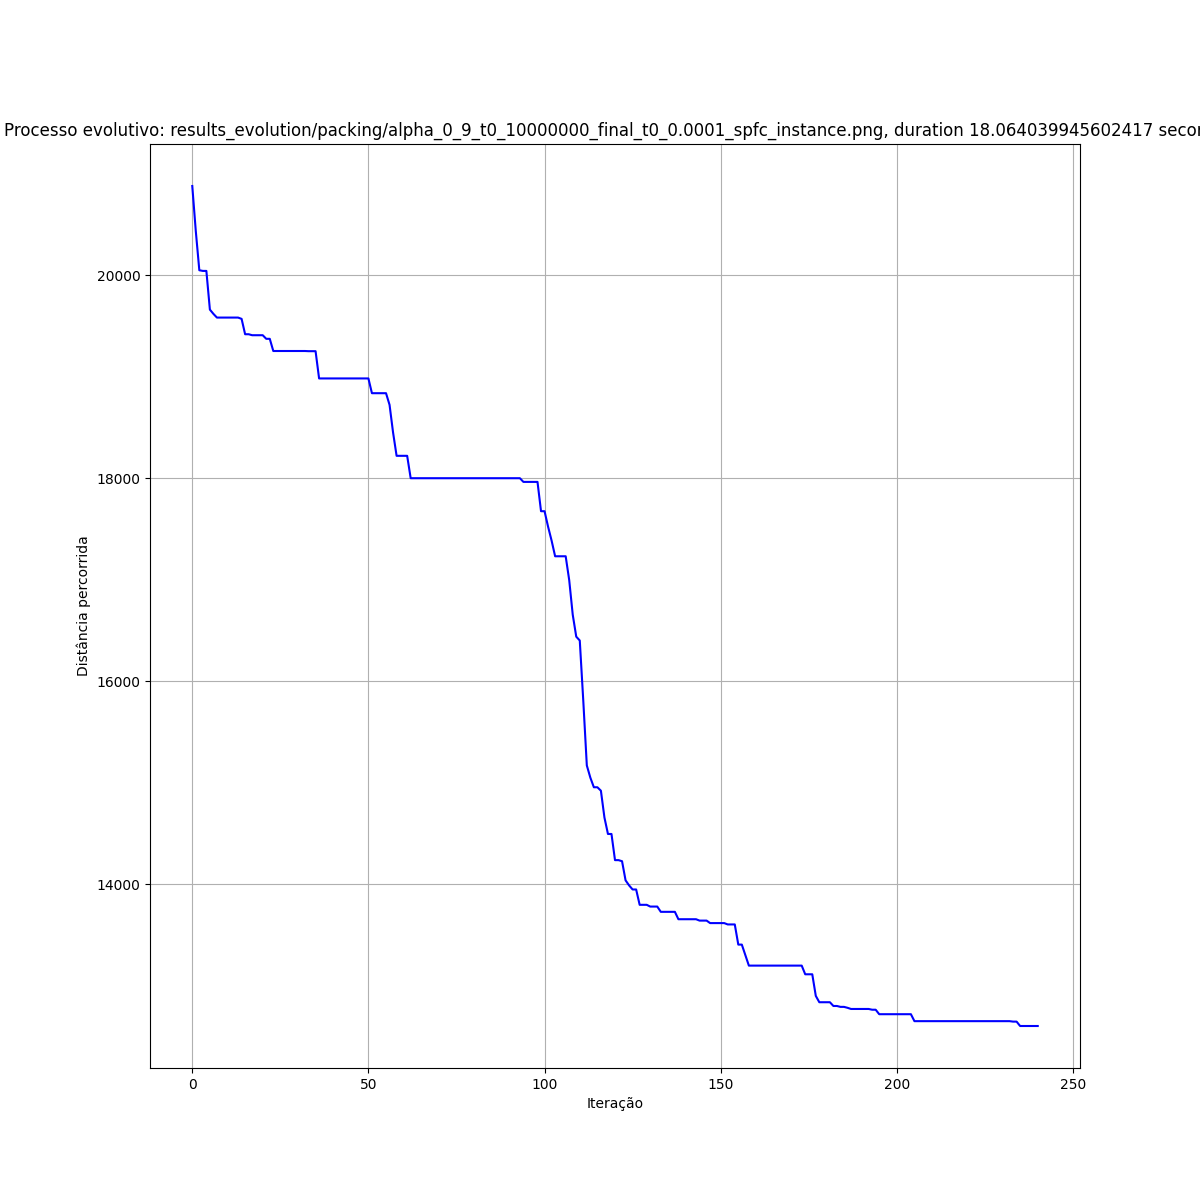 Processo evolutivo: results_evolution/packing/alpha_0_9_t0_10000000_final_t0_0.0001_spfc_instance.png, duration 18.064039945602417 secor
20000
18000
16000
14000
Distância percorrida
0 50 100 150 200 250
Iteração